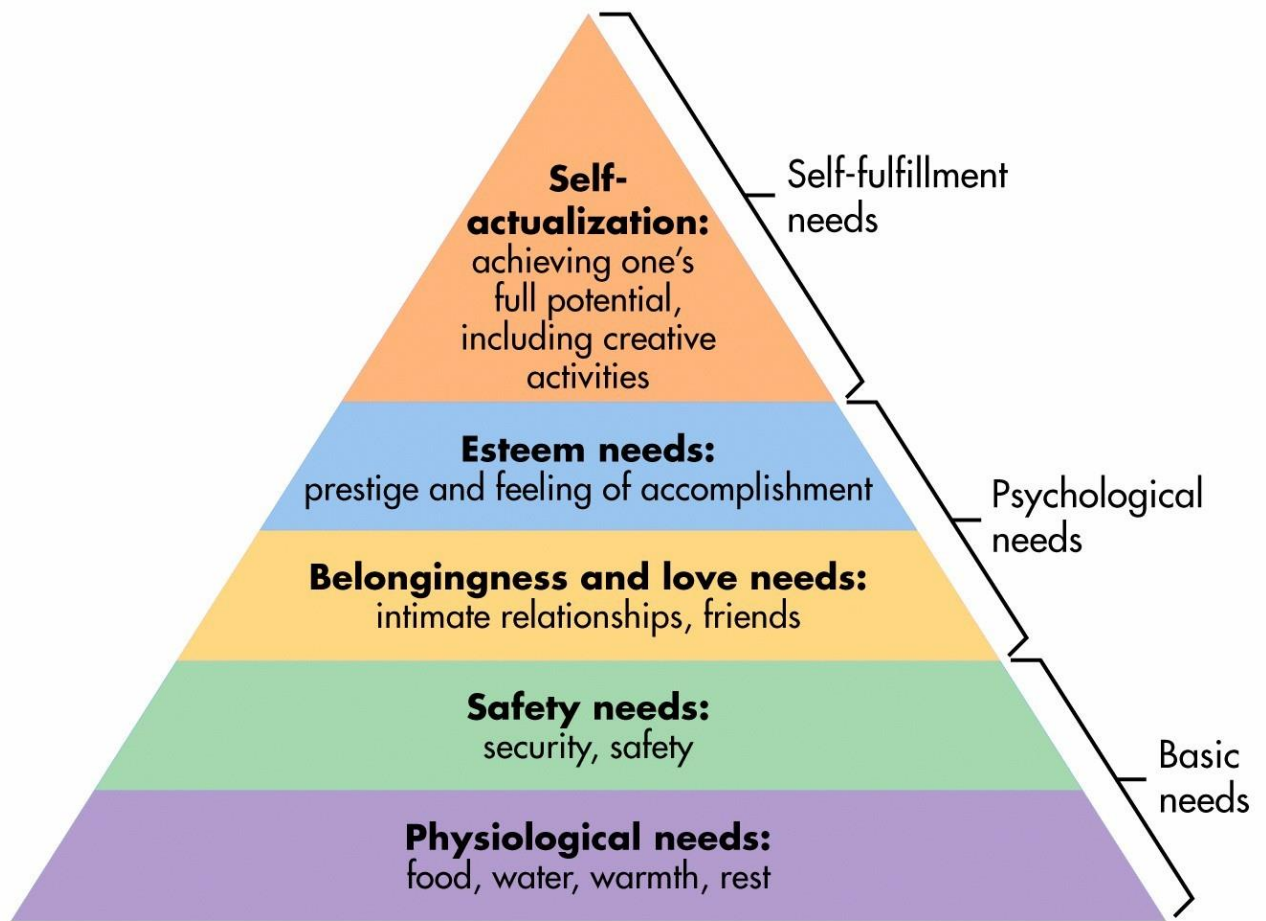 Self-
actualization:
achieving one's
full potential,
including creative
activities
Self-fulfillment
needs
Esteem needs:
prestige and feeling of accomplishment
Belongingness and love needs:
intimate relationships, friends
Psychological
needs
Safety needs:
security, safety
Physiological needs:
food, water, warmth, rest
Basic
needs